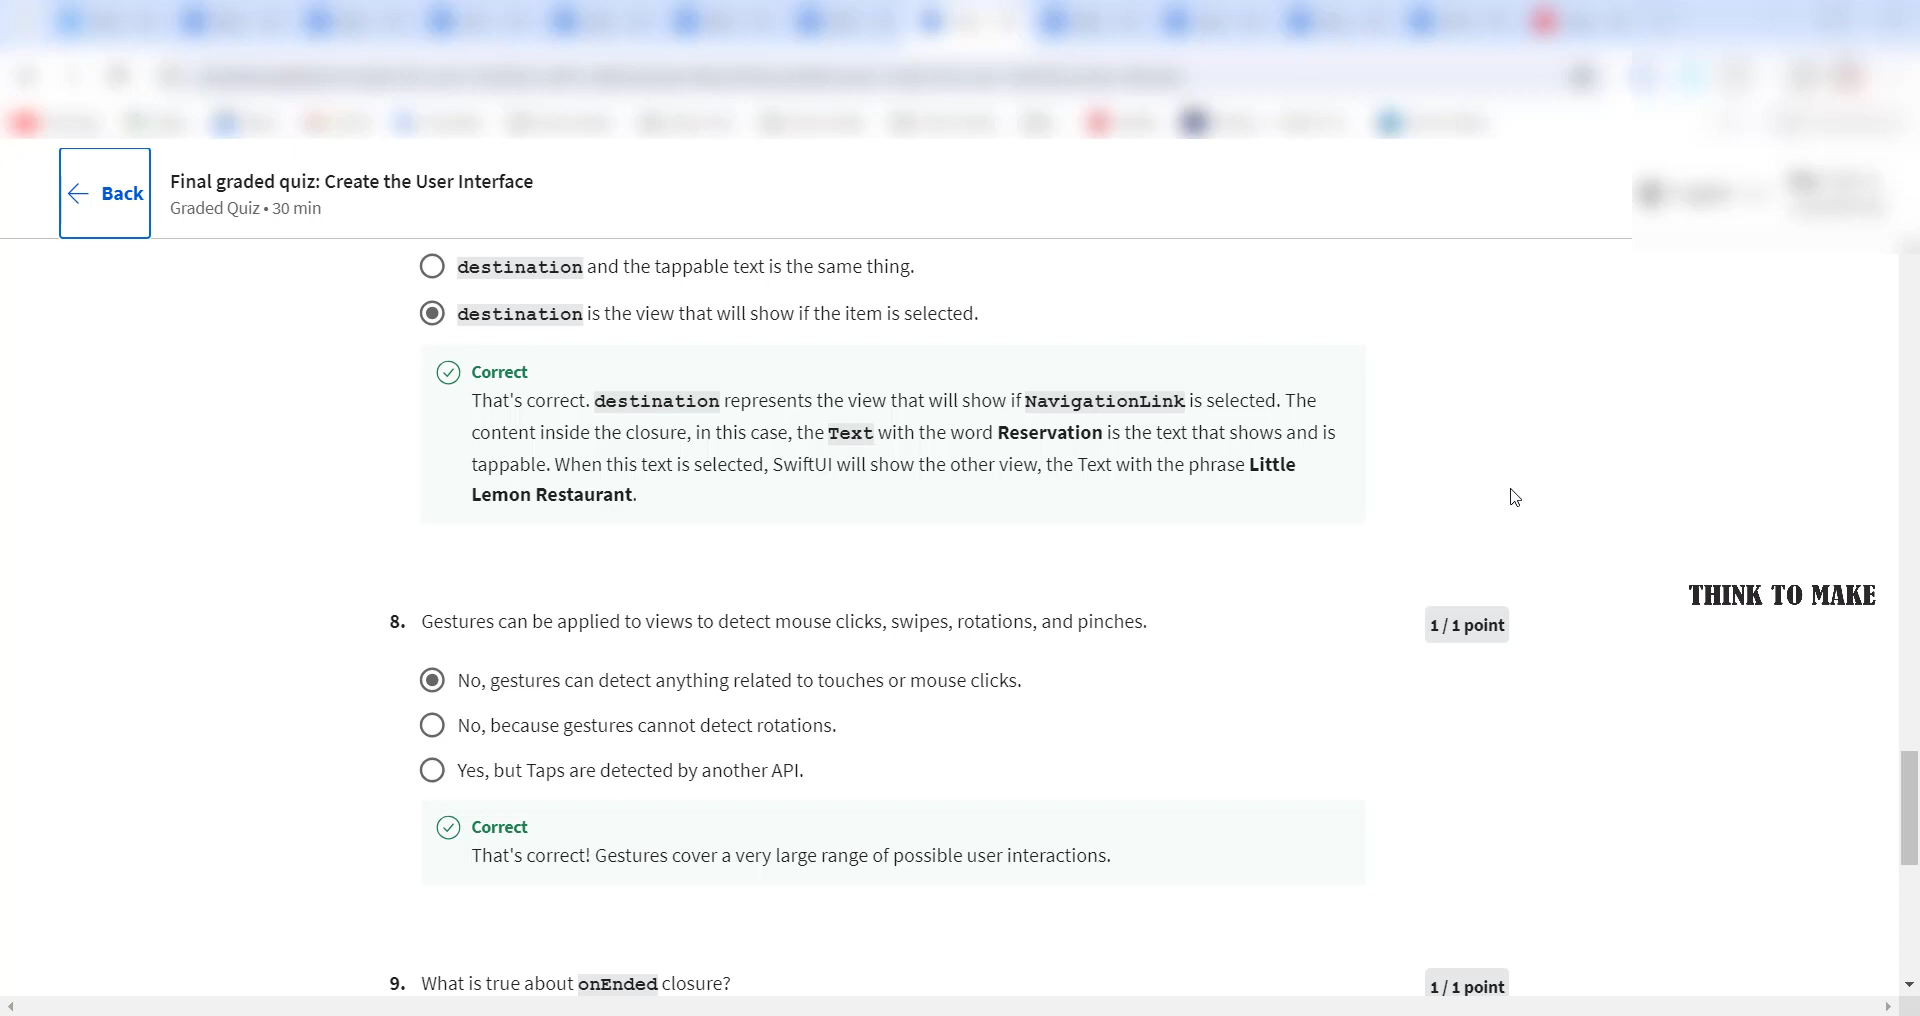 Back
Final graded quiz: Create the User Interface
Graded Quiz • 30 min
destination and the tappable text is the same thing.
destination is the view that will show if the item is selected.
Correct
That's correct. destination represents the view that will show if NavigationLink is selected. The
content inside the closure, in this case, the Text with the word Reservation is the text that shows and is
tappable. When this text is selected, SwiftUI will show the other view, the Text with the phrase Little
Lemon Restaurant.
THINK TO MAKE
8. Gestures can be applied to views to detect mouse clicks, swipes, rotations, and pinches.
1 / 1 point
No, gestures can detect anything related to touches or mouse clicks.
No, because gestures cannot detect rotations.
Yes, but Taps are detected by another API.
Correct
That's correct! Gestures cover a very large range of possible user interactions.
9. What is true about onEnded closure?
1 / 1 point